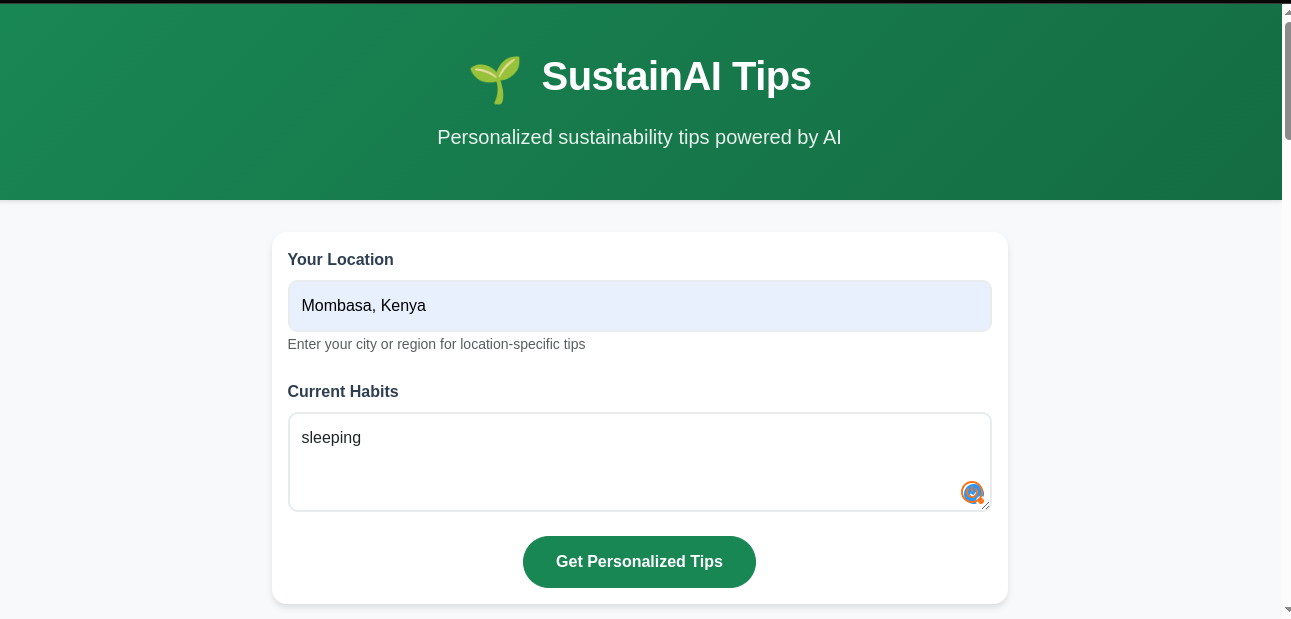 SustainAI Tips
Personalized sustainability tips powered by AI
Your Location
Mombasa, Kenya
Enter your city or region for location-specific tips
Current Habits
sleeping
Get Personalized Tips